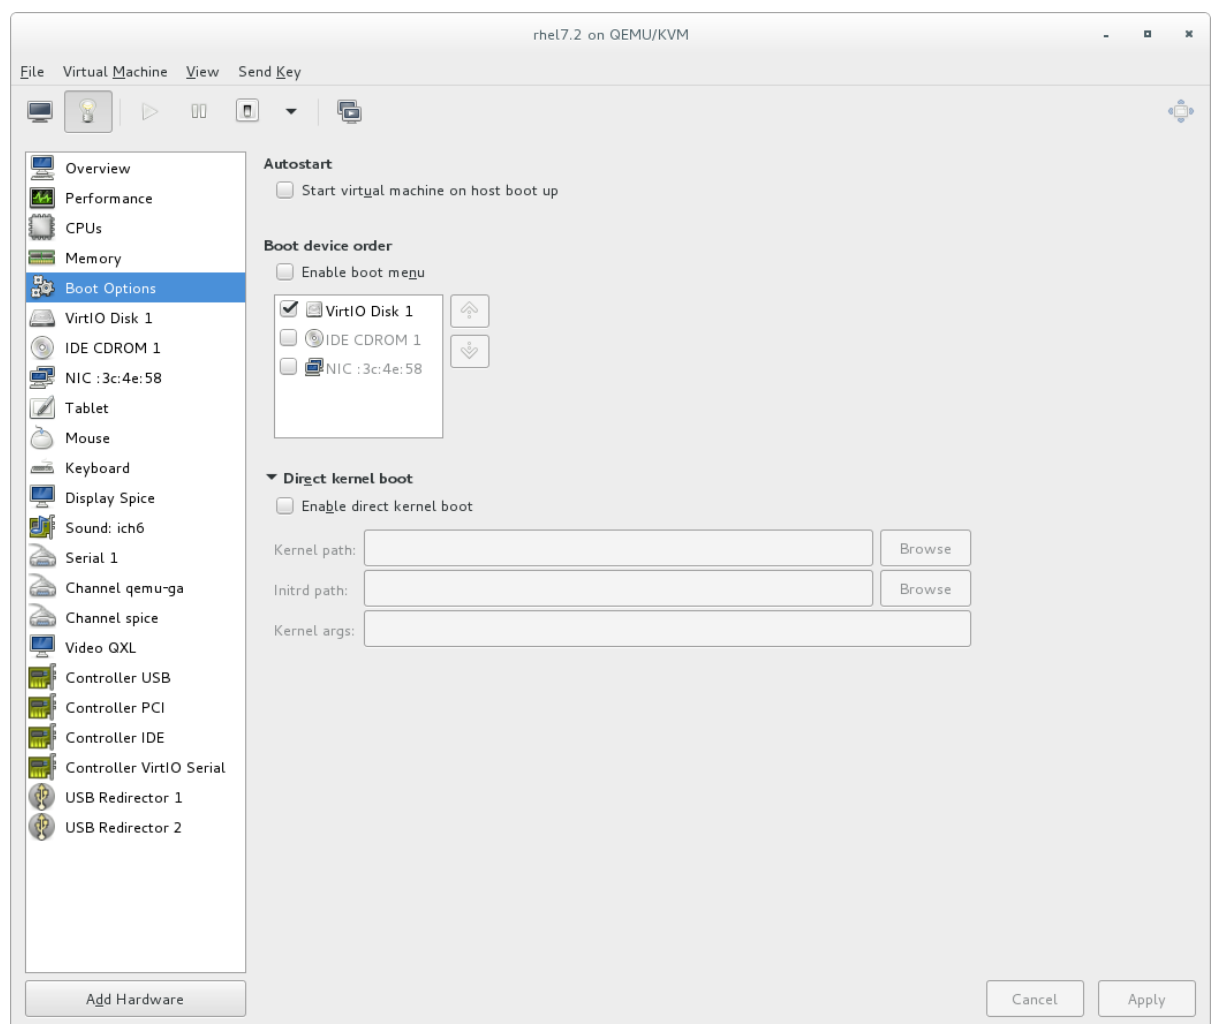 rhel7.2 on QEMU/KVM
File Virtual Machine View Send Key
Overview
Performance
CPUs
Memory
Boot Options
VirtIO Disk 1
IDE CDROM 1
NIC :3c:4e:58
Tablet
Mouse
Keyboard
Display Spice
Sound: ich6
Serial 1
Channel qemu-ga
Channel spice
Video QXL
Controller USB
Controller PCI
Controller IDE
Controller VirtIO Serial
USB Redirector 1
USB Redirector 2
Add Hardware
Autostart
Start virtual machine on host boot up
Boot device order
Enable boot menu
VirtIO Disk 1
IDE CDROM 1
NIC :3c:4e:58
Direct kernel boot
Enable direct kernel boot
Kernel path: Browse
Initrd path: Browse
Kernel args:
Cancel Apply